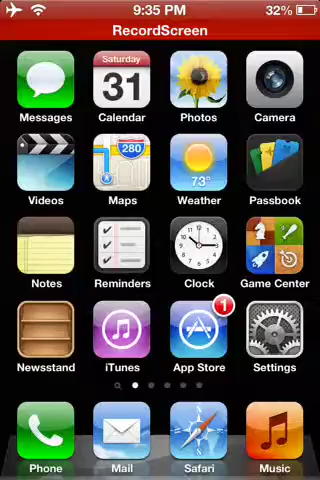 9:35 PM 32%
RecordScreen
Saturday 280
31 73°
Messages Calendar Photos Camera
Videos Maps Weather Passbook
Notes Reminders Clock Game Center
1
Newsstand iTunes App Store Settings
Phone Mail Safari Music